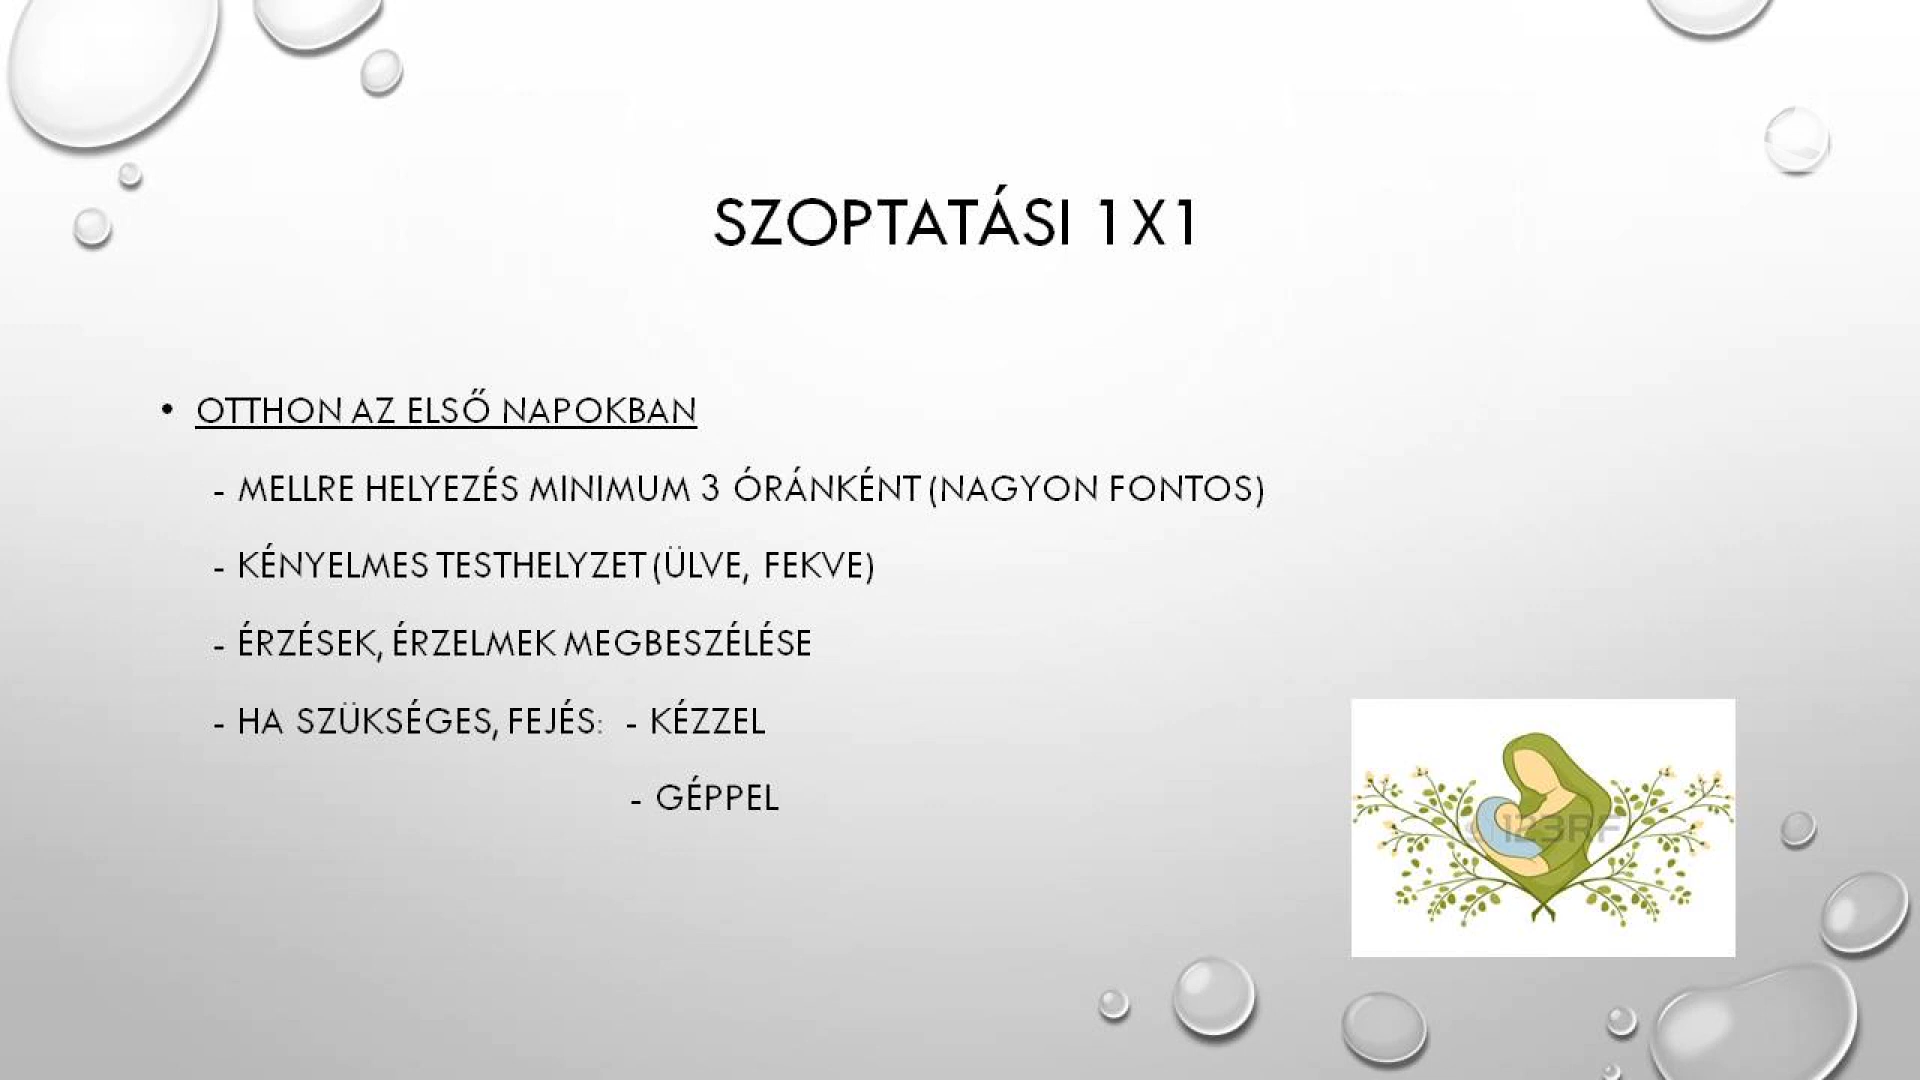 SZOPTATÁSI 1X1
• OTTHON AZ ELSŐ NAPOKBAN
- MELLRE HELYEZÉS MINIMUM 3 ÓRÁNKÉNT (NAGYON FONTOS)
- KÉNYELMES TESTHELYZET (ÜLVE, FEKVE)
- ÉRZÉSEK, ÉRZELMEK MEGBESZÉLÉSE
- HA SZÜKSÉGES, FEJÉS: - KÉZZEL
- GÉPPEL
123RF